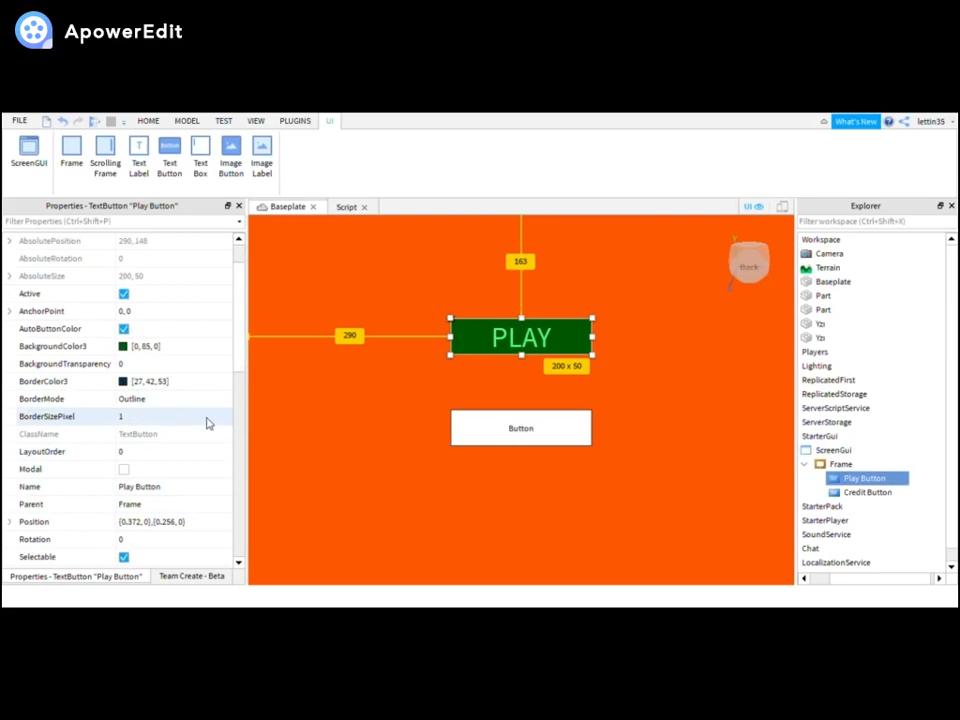 ApowerEdit
FILE HOME MODEL TEST VIEW PLUGINS UI What's New lettin35
ScreenGUI Frame Scrolling Frame Text Label Text Button Text Box Image Button Image Label
Properties - TextButton "Play Button"
Baseplate Script UI Explorer
Filter Properties (Ctrl+Shift+P)
Filter workspace (Ctrl+Shift+X)
AbsolutePosition 290, 148
AbsoluteRotation 0
AbsoluteSize 200, 50
Active
AnchorPoint 0, 0
AutoButtonColor
BackgroundColor3 [0, 85, 0]
BackgroundTransparency 0
BorderColor3 [27, 42, 53]
BorderMode Outline
BorderSizePixel 1
ClassName TextButton
LayoutOrder 0
Modal
Name Play Button
Parent Frame
Position {0.372, 0},{0.256, 0}
Rotation 0
Selectable
Properties - TextButton "Play Button" Team Create - Beta
163
290
PLAY
200 x 50
Button
Back
Workspace
Camera
Terrain
Baseplate
Part
Part
Yzi
Yzi
Players
Lighting
ReplicatedFirst
ReplicatedStorage
ServerScriptService
ServerStorage
StarterGui
ScreenGui
Frame
Play Button
Credit Button
StarterPack
StarterPlayer
SoundService
Chat
LocalizationService